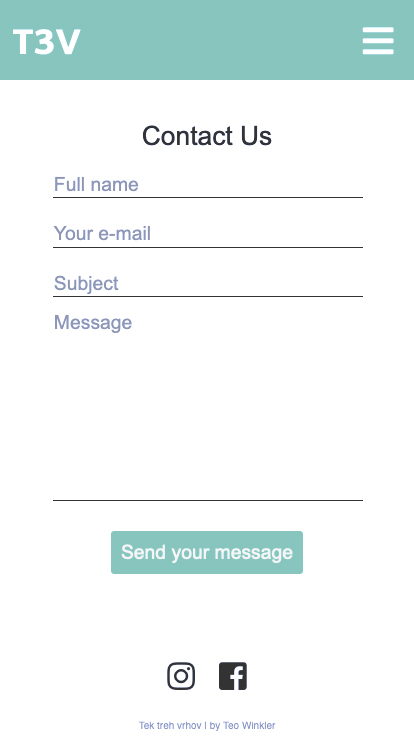 T3V
Contact Us
Full name
Your e-mail
Subject
Message
Send your message
Tek treh vrhov | by Teo Winkler